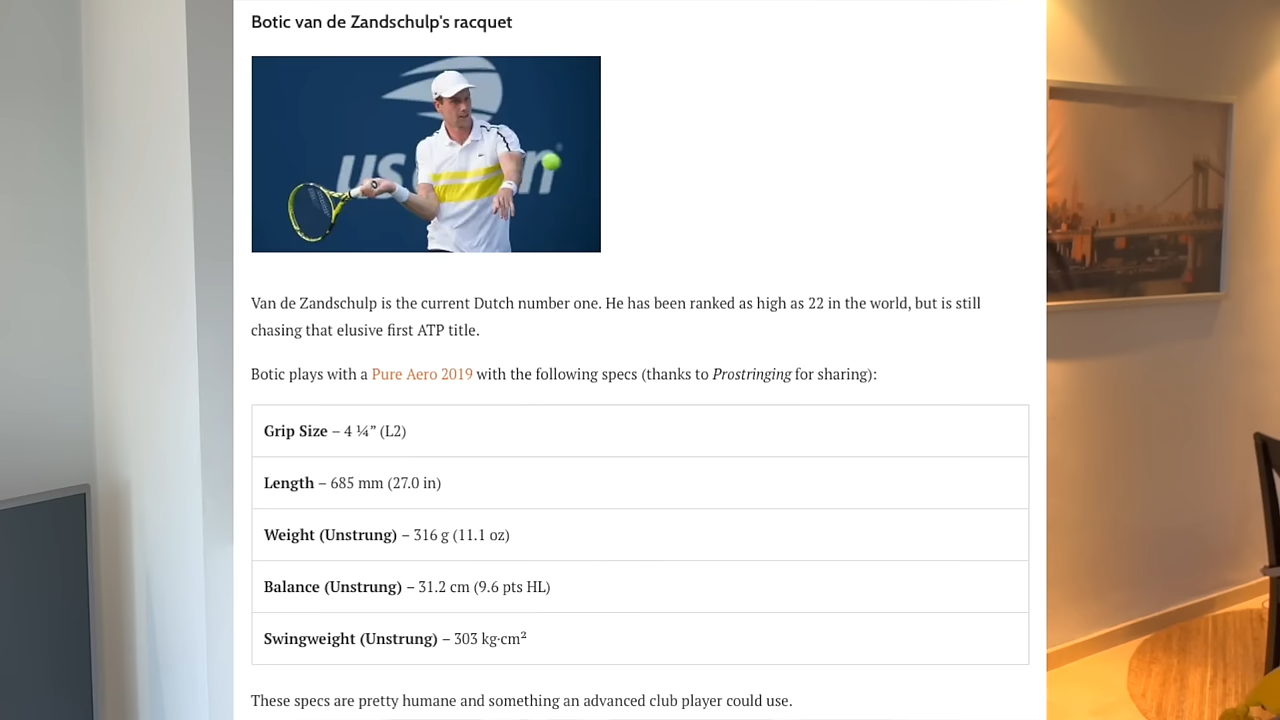 Botic van de Zandschulp's racquet
us open
Van de Zandschulp is the current Dutch number one. He has been ranked as high as 22 in the world, but is still
chasing that elusive first ATP title.
Botic plays with a Pure Aero 2019 with the following specs (thanks to Prostringing for sharing):
Grip Size – 4 ¼” (L2)
Length – 685 mm (27.0 in)
Weight (Unstrung) – 316 g (11.1 oz)
Balance (Unstrung) – 31.2 cm (9.6 pts HL)
Swingweight (Unstrung) – 303 kg·cm²
These specs are pretty humane and something an advanced club player could use.